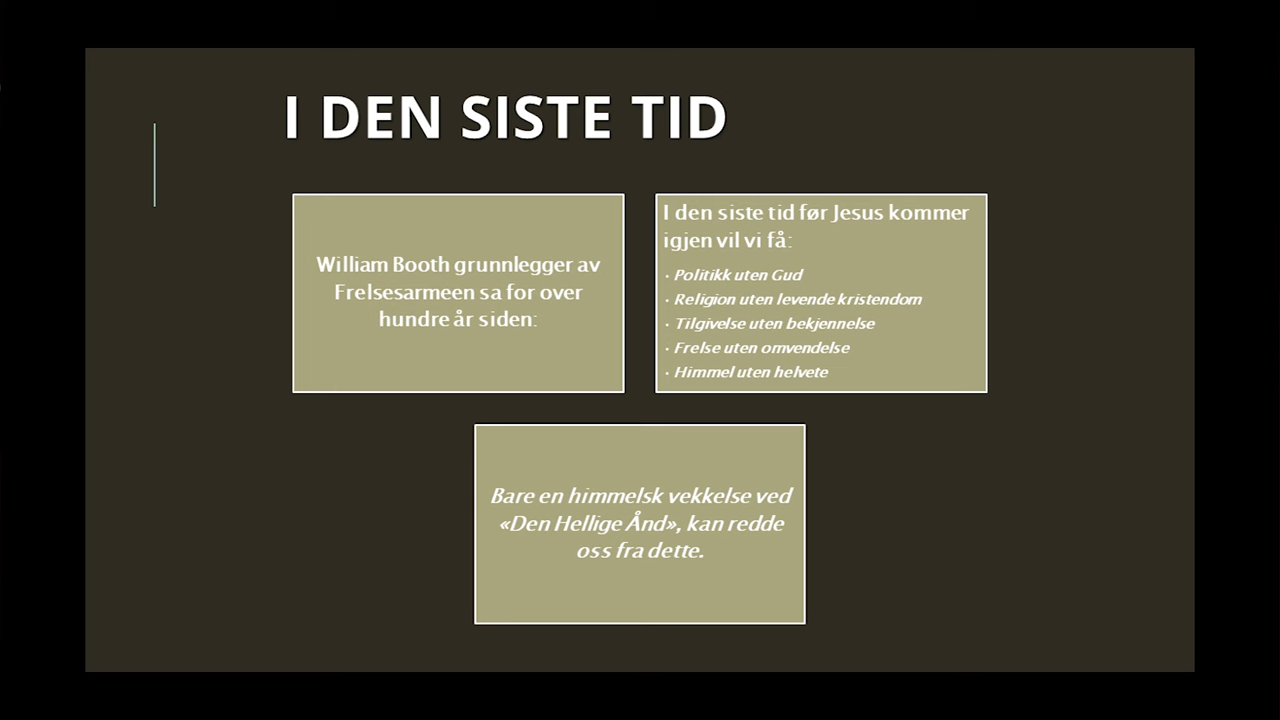 I DEN SISTE TID
William Booth grunnlegger av
Frelsesarmeen sa for over
hundre år siden:
I den siste tid før Jesus kommer
igjen vil vi få:
• Politikk uten Gud
• Religion uten levende kristendom
• Tilgivelse uten bekjennelse
• Frelse uten omvendelse
• Himmel uten helvete
Bare en himmelsk vekkelse ved
«Den Hellige Ånd», kan redde
oss fra dette.